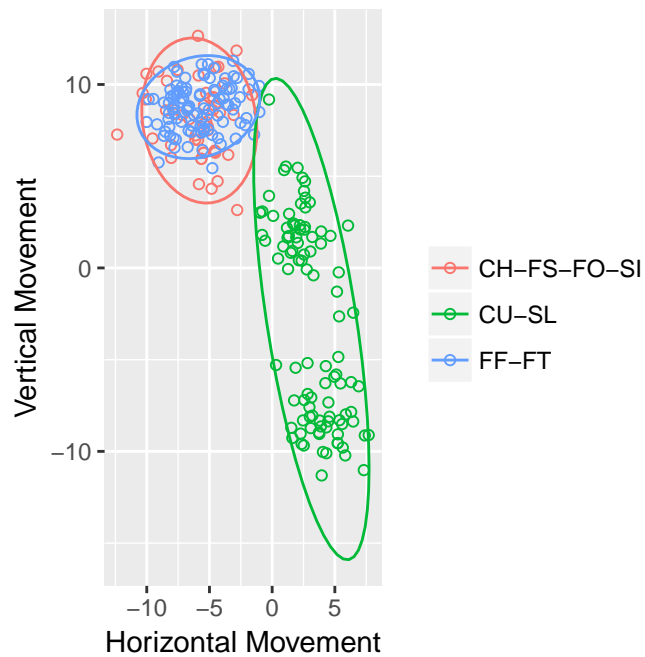 Vertical Movement
10
0
−10
−10
−5
0
5
Horizontal Movement
CH−FS−FO−SI
CU−SL
FF−FT